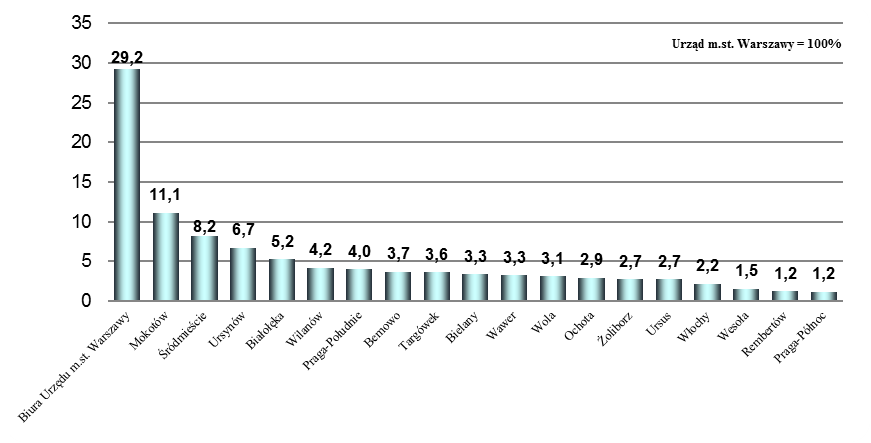 35
Urząd m.st. Warszawy = 100%
30
29,2
25
20
15
11,1
10
8,2
6,7
5,2
4,2
4,0
3,7
3,6
3,3
3,3
3,1
2,9
2,7
2,7
2,2
1,5
1,2
1,2
5
0
Biura Urzędu m.st. Warszawy
Mokotów
Śródmieście
Ursynów
Białołęka
Wilanów
Praga-Południe
Bemowo
Targówek
Bielany
Wawer
Wola
Ochota
Żoliborz
Ursus
Włochy
Wesoła
Rembertów
Praga-Północ